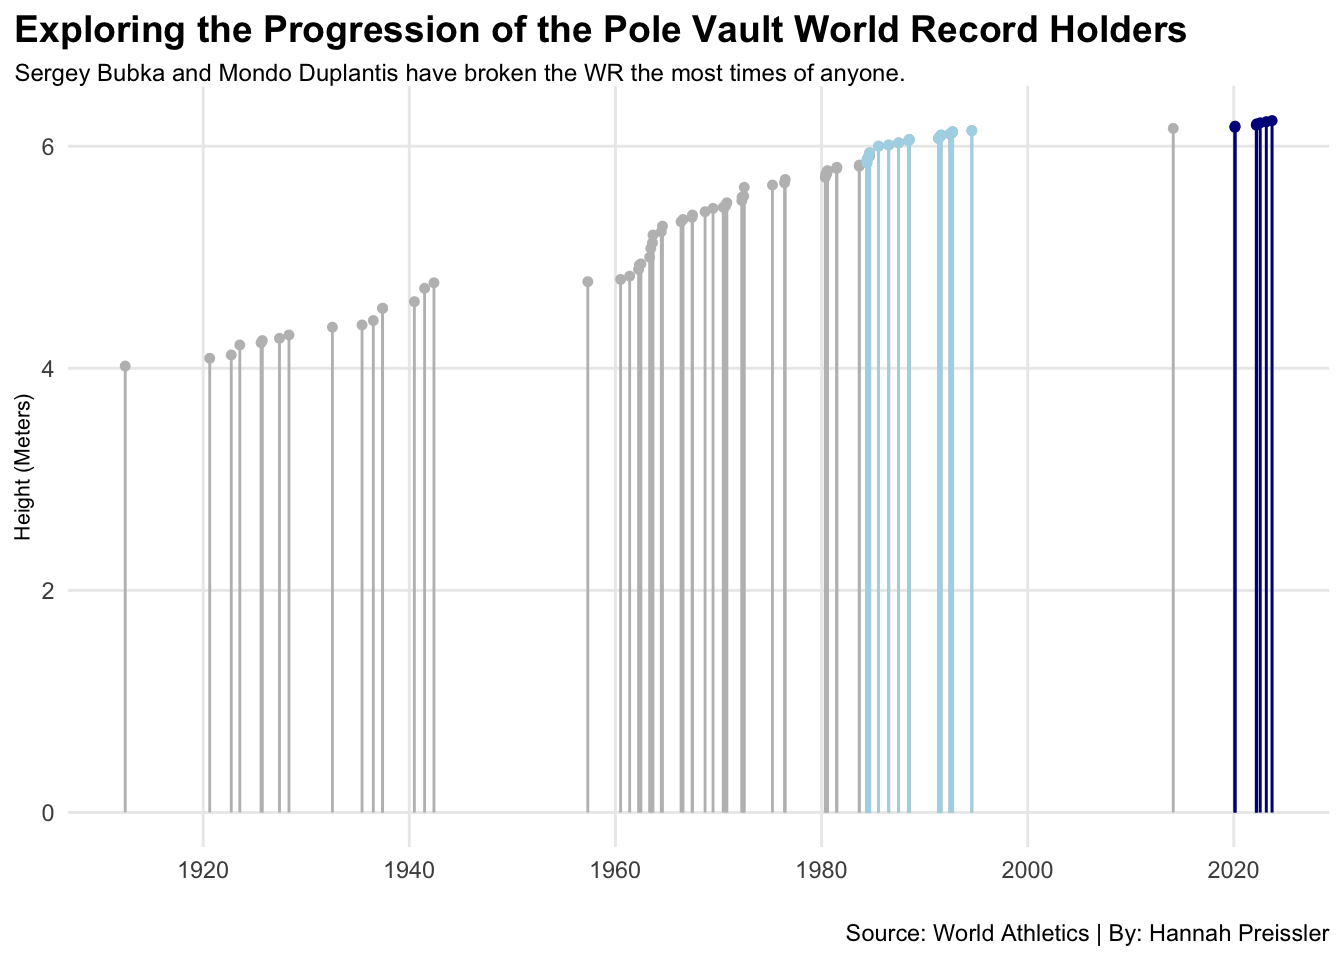 Exploring the Progression of the Pole Vault World Record Holders
Sergey Bubka and Mondo Duplantis have broken the WR the most times of anyone.
Height (Meters)
6
4
2
0
1920 1940 1960 1980 2000 2020
Source: World Athletics | By: Hannah Preissler